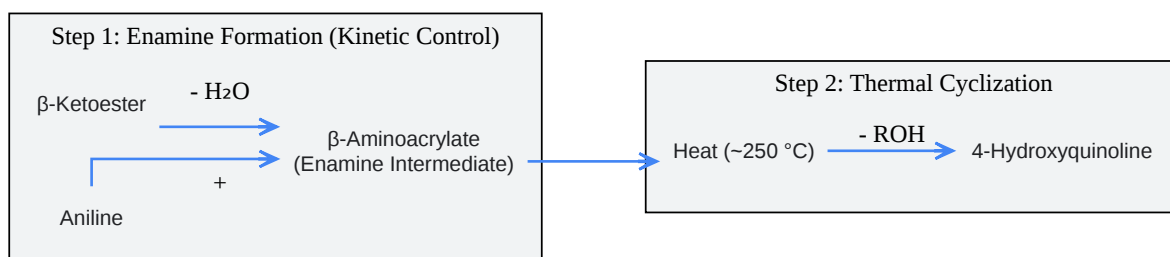 Step 1: Enamine Formation (Kinetic Control)
β-Ketoester
- H₂O
β-Aminoacrylate
(Enamine Intermediate)
+
Aniline
Step 2: Thermal Cyclization
Heat (~250 °C)
- ROH
4-Hydroxyquinoline